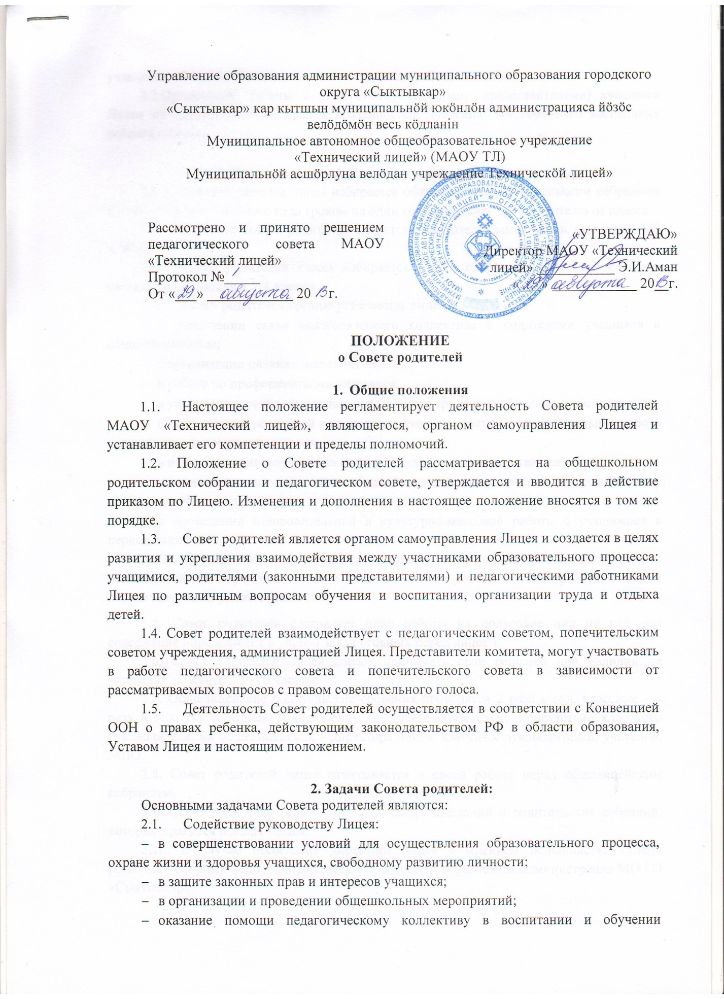 Управление образования администрации муниципального образования городского
округа «Сыктывкар»
«Сыктывкар» кар кытшын муниципальнӧй юкӧнлӧн администрацияса йӧзӧс
велӧдӧмӧн весь кӧдланiн
Муниципальное автономное общеобразовательное учреждение
«Технический лицей» (МАОУ ТЛ)
Муниципальнӧй асшӧрлуна велӧдан учреждение Техническӧй лицей»
Рассмотрено и принято решением
педагогического совета МАОУ
«Технический лицей»
Протокол № 1
От «29» августа 2013г.
«УТВЕРЖДАЮ»
Директор МАОУ «Технический
лицей» Э.И.Аман
«29» августа 2013г.
ПОЛОЖЕНИЕ
о Совете родителей
1. Общие положения
1.1. Настоящее положение регламентирует деятельность Совета родителей
МАОУ «Технический лицей», являющегося, органом самоуправления Лицея и
устанавливает его компетенции и пределы полномочий.
1.2. Положение о Совете родителей рассматривается на общешкольном
родительском собрании и педагогическом совете, утверждается и вводится в действие
приказом по Лицею. Изменения и дополнения в настоящее положение вносятся в том же
порядке.
1.3. Совет родителей является органом самоуправления Лицея и создается в целях
развития и укрепления взаимодействия между участниками образовательного процесса:
учащимися, родителями (законными представителями) и педагогическими работниками
Лицея по различным вопросам обучения и воспитания, организации труда и отдыха
детей.
1.4. Совет родителей взаимодействует с педагогическим советом, попечительским
советом учреждения, администрацией Лицея. Представители комитета, могут участвовать
в работе педагогического совета и попечительского совета в зависимости от
рассматриваемых вопросов с правом совещательного голоса.
1.5. Деятельность Совет родителей осуществляется в соответствии с Конвенцией
ООН о правах ребенка, действующим законодательством РФ в области образования,
Уставом Лицея и настоящим положением.
2. Задачи Совета родителей:
Основными задачами Совета родителей являются:
2.1. Содействие руководству Лицея:
– в совершенствовании условий для осуществления образовательного процесса,
охране жизни и здоровья учащихся, свободному развитию личности;
– в защите законных прав и интересов учащихся;
– в организации и проведении общешкольных мероприятий;
– оказание помощи педагогическому коллективу в воспитании и обучении